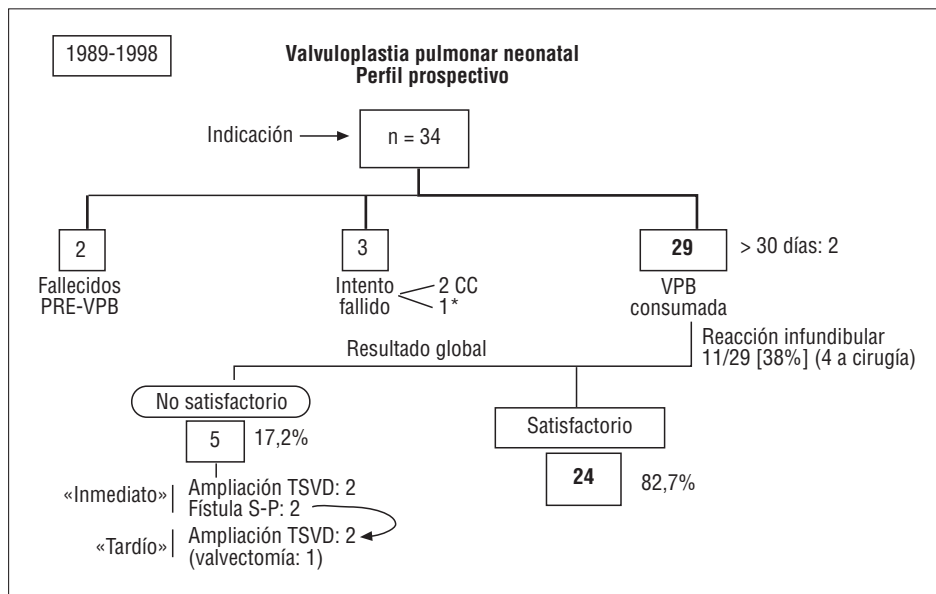 1989-1998
Valvuloplastia pulmonar neonatal
Perfil prospectivo
Indicación
n = 34
2
Fallecidos
PRE-VPB
3
Intento
fallido
2 CC
1*
29
> 30 días: 2
VPB
consumada
Reacción infundibular
11/29 [38%] (4 a cirugía)
Resultado global
No satisfactorio
5
17,2%
Satisfactorio
24
82,7%
«Inmediato»
Ampliación TSVD: 2
Fístula S-P: 2
«Tardío»
Ampliación TSVD: 2
(valvectomía: 1)